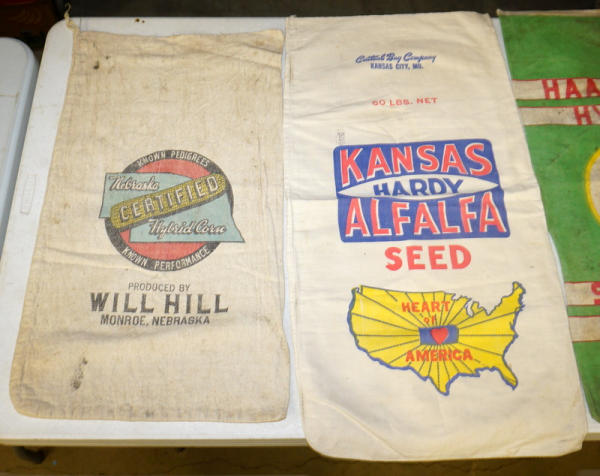 KNOWN PEDIGREES
Nebraska
CERTIFIED
Hybrid Corn
KNOWN PERFORMANCE
PRODUCED BY
WILL HILL
MONROE, NEBRASKA
Central Bag Company
KANSAS CITY, MO.
60 LBS. NET
KANSAS
HARDY
ALFALFA
SEED
HEART
OF
AMERICA
HAA
HY
S